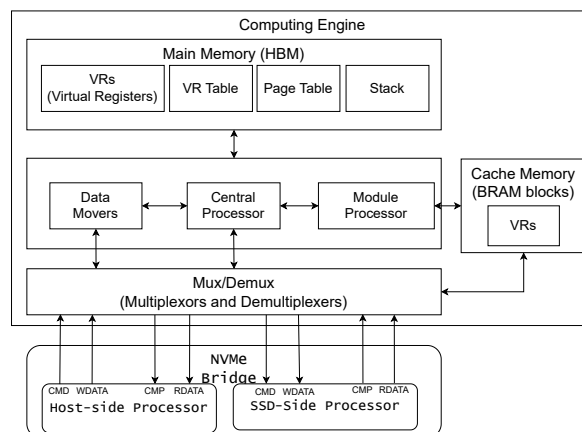 Computing Engine
Main Memory (HBM)
VRs
(Virtual Registers)
VR Table
Page Table
Stack
Data
Movers
Central
Processor
Module
Processor
Cache Memory
(BRAM blocks)
VRs
Mux/Demux
(Multiplexors and Demultiplexers)
NVMe
Bridge
CMD WDATA CMP RDATA
Host-side Processor
CMD WDATA CMP RDATA
SSD-Side Processor